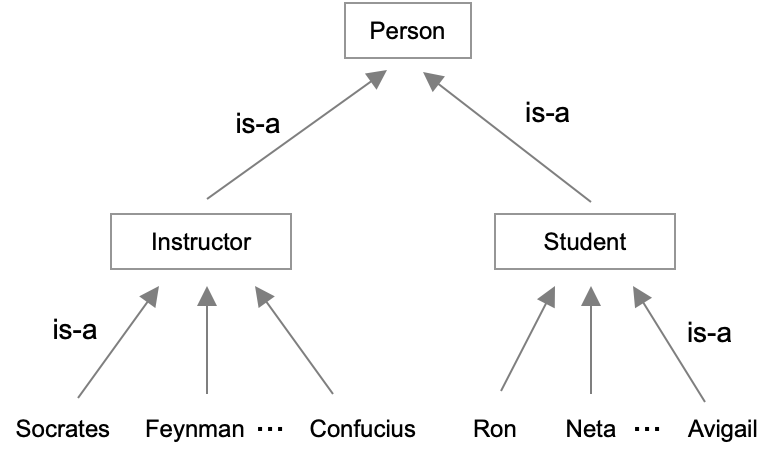 Person
is-a
is-a
Instructor
Student
is-a
is-a
Socrates
Feynman
...
Confucius
Ron
Neta
...
Avigail